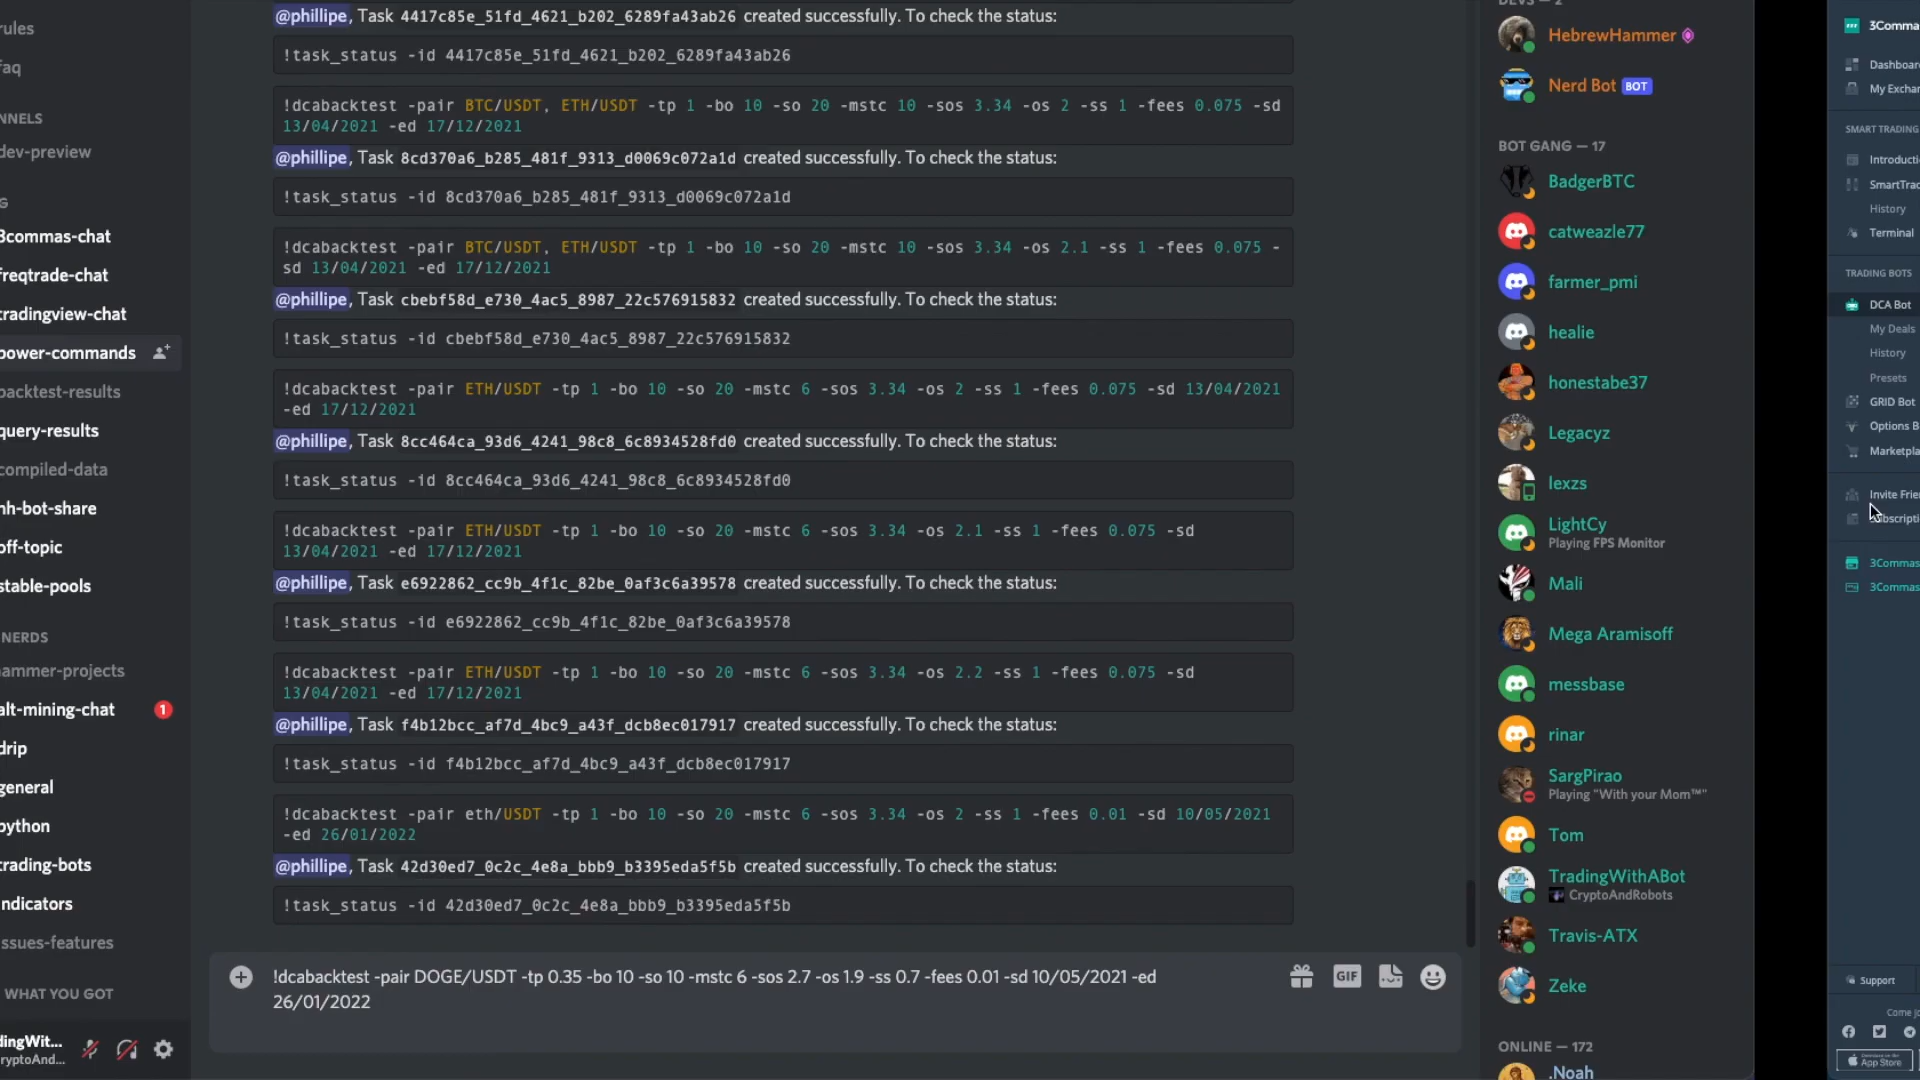 rules
faq
NNELS
dev-preview
G
3commas-chat
freqtrade-chat
tradingview-chat
power-commands
backtest-results
query-results
compiled-data
nh-bot-share
off-topic
stable-pools
NERDS
hammer-projects
alt-mining-chat 1
drip
general
python
trading-bots
indicators
issues-features
WHAT YOU GOT
dingWit...
ryptoAnd...
@phillipe, Task 4417c85e_51fd_4621_b202_6289fa43ab26 created successfully. To check the status:
!task_status -id 4417c85e_51fd_4621_b202_6289fa43ab26
!dcabacktest -pair BTC/USDT, ETH/USDT -tp 1 -bo 10 -so 20 -mstc 10 -sos 3.34 -os 2 -ss 1 -fees 0.075 -sd
13/04/2021 -ed 17/12/2021
@phillipe, Task 8cd370a6_b285_481f_9313_d0069c072a1d created successfully. To check the status:
!task_status -id 8cd370a6_b285_481f_9313_d0069c072a1d
!dcabacktest -pair BTC/USDT, ETH/USDT -tp 1 -bo 10 -so 20 -mstc 10 -sos 3.34 -os 2.1 -ss 1 -fees 0.075 -
sd 13/04/2021 -ed 17/12/2021
@phillipe, Task cbebf58d_e730_4ac5_8987_22c576915832 created successfully. To check the status:
!task_status -id cbebf58d_e730_4ac5_8987_22c576915832
!dcabacktest -pair ETH/USDT -tp 1 -bo 10 -so 20 -mstc 6 -sos 3.34 -os 2 -ss 1 -fees 0.075 -sd 13/04/2021
-ed 17/12/2021
@phillipe, Task 8cc464ca_93d6_4241_98c8_6c8934528fd0 created successfully. To check the status:
!task_status -id 8cc464ca_93d6_4241_98c8_6c8934528fd0
!dcabacktest -pair ETH/USDT -tp 1 -bo 10 -so 20 -mstc 6 -sos 3.34 -os 2.1 -ss 1 -fees 0.075 -sd
13/04/2021 -ed 17/12/2021
@phillipe, Task e6922862_cc9b_4f1c_82be_0af3c6a39578 created successfully. To check the status:
!task_status -id e6922862_cc9b_4f1c_82be_0af3c6a39578
!dcabacktest -pair ETH/USDT -tp 1 -bo 10 -so 20 -mstc 6 -sos 3.34 -os 2.2 -ss 1 -fees 0.075 -sd
13/04/2021 -ed 17/12/2021
@phillipe, Task f4b12bcc_af7d_4bc9_a43f_dcb8ec017917 created successfully. To check the status:
!task_status -id f4b12bcc_af7d_4bc9_a43f_dcb8ec017917
!dcabacktest -pair eth/USDT -tp 1 -bo 10 -so 20 -mstc 6 -sos 3.34 -os 2 -ss 1 -fees 0.01 -sd 10/05/2021
-ed 26/01/2022
@phillipe, Task 42d30ed7_0c2c_4e8a_bbb9_b3395eda5f5b created successfully. To check the status:
!task_status -id 42d30ed7_0c2c_4e8a_bbb9_b3395eda5f5b
!dcabacktest -pair DOGE/USDT -tp 0.35 -bo 10 -so 10 -mstc 6 -sos 2.7 -os 1.9 -ss 0.7 -fees 0.01 -sd 10/05/2021 -ed
26/01/2022
GIF
DEVS — 2
HebrewHammer
Nerd Bot BOT
BOT GANG — 17
BadgerBTC
catweazle77
farmer_pmi
healie
honestabe37
Legacyz
lexzs
LightCy
Playing FPS Monitor
Mali
Mega Aramisoff
messbase
rinar
SargPirao
Playing "With your Mom™"
Tom
TradingWithABot
CryptoAndRobots
Travis-ATX
Zeke
ONLINE — 172
.Noah
3Comma
Dashboar
My Exchan
SMART TRADING
Introducti
SmartTrad
History
Terminal
TRADING BOTS
DCA Bot
My Deals
History
Presets
GRID Bot
Options B
Marketpla
Invite Frie
ubscripti
3Commas
3Commas
Support
Come jo
App Store